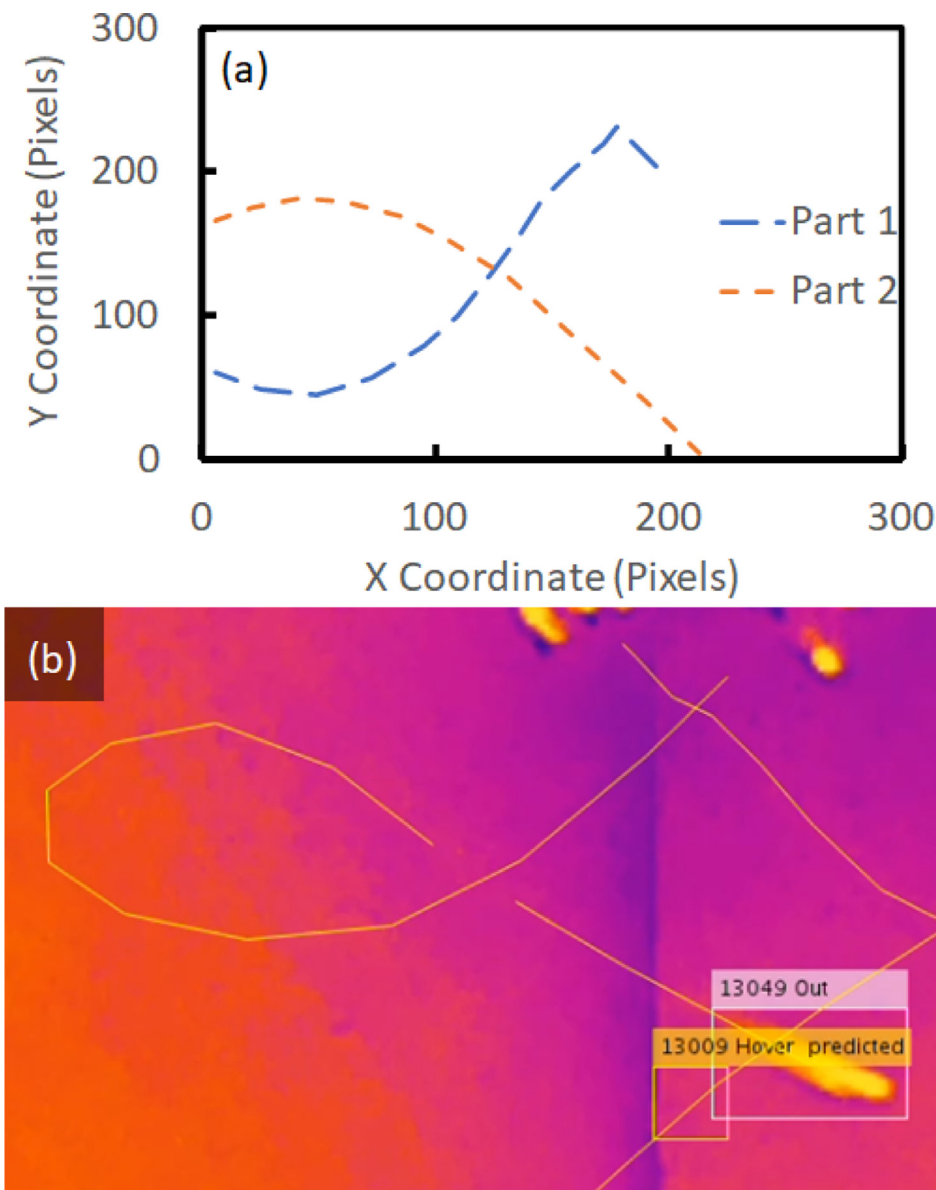 300
(a)
200
100
0
Y Coordinate (Pixels)
Part 1
Part 2
0 100 200 300
X Coordinate (Pixels)
(b)
13049 Out
13009 Hover predicted